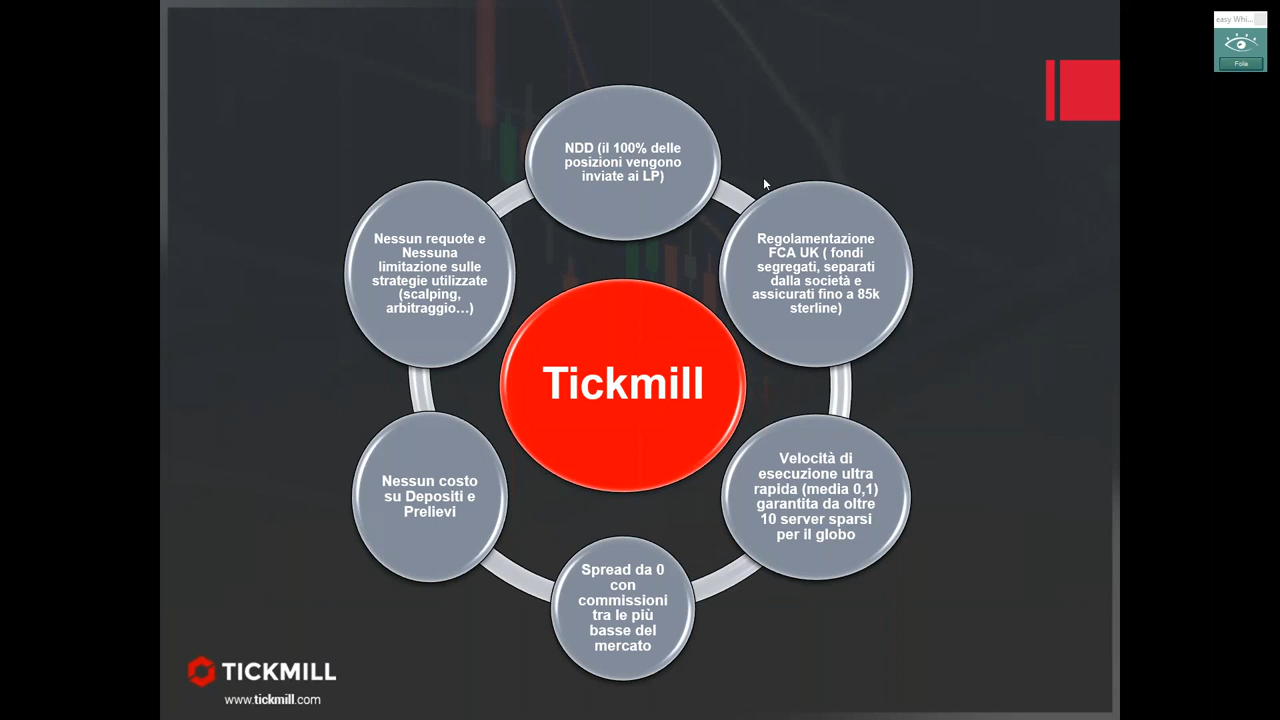 easy Whi...
Fola
NDD (il 100% delle
posizioni vengono
inviate ai LP)
Regolamentazione
FCA UK ( fondi
segregati, separati
dalla società e
assicurati fino a 85k
sterline)
Velocità di
esecuzione ultra
rapida (media 0,1)
garantita da oltre
10 server sparsi
per il globo
Spread da 0
con
commissioni
tra le più
basse del
mercato
Nessun costo
su Depositi e
Prelievi
Nessun requote e
Nessuna
limitazione sulle
strategie utilizzate
(scalping,
arbitraggio...)
Tickmill
TICKMILL
www.tickmill.com